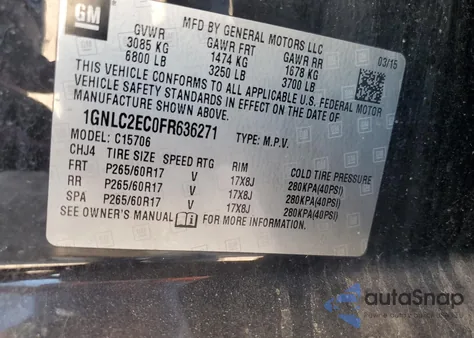 GM
MFD BY GENERAL MOTORS LLC
GVWR GAWR FRT GAWR RR 03/15
3085 KG 1474 KG 1678 KG
6800 LB 3250 LB 3700 LB
THIS VEHICLE CONFORMS TO ALL APPLICABLE U.S. FEDERAL MOTOR
VEHICLE SAFETY STANDARDS IN EFFECT ON THE DATE OF
MANUFACTURE SHOWN ABOVE.
1GNLC2EC0FR636271 TYPE: M.P.V.
MODEL: C15706
CHJ4 TIRE SIZE SPEED RTG RIM COLD TIRE PRESSURE
FRT P265/60R17 V 17X8J 280KPA(40PSI)
RR P265/60R17 V 17X8J 280KPA(40PSI)
SPA P265/60R17 V 17X8J 280KPA(40PSI)
SEE OWNER'S MANUAL FOR MORE INFORMATION.
autoSnap